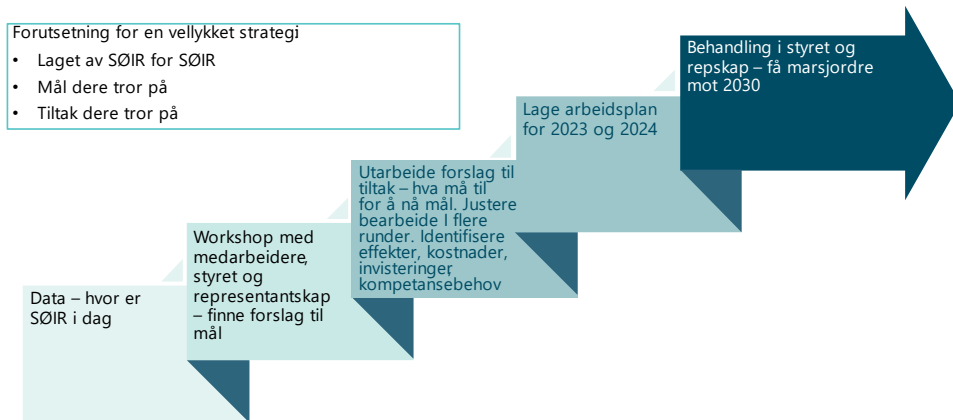 Forutsetning for en vellykket strategi:
• Laget av SØIR for SØIR
• Mål dere tror på
• Tiltak dere tror på
Data – hvor er
SØIR i dag
Workshop med
medarbeidere,
styret og
representantskap
– finne forslag til
mål
Utarbeide forslag til
tiltak – hva må til
for å nå mål. Justere
bearbeide I flere
runder. Identifisere
effekter, kostnader,
invisteringer,
kompetansebehov
Lage arbeidsplan
for 2023 og 2024
Behandling i styret og
repskap – få marsjordre
mot 2030